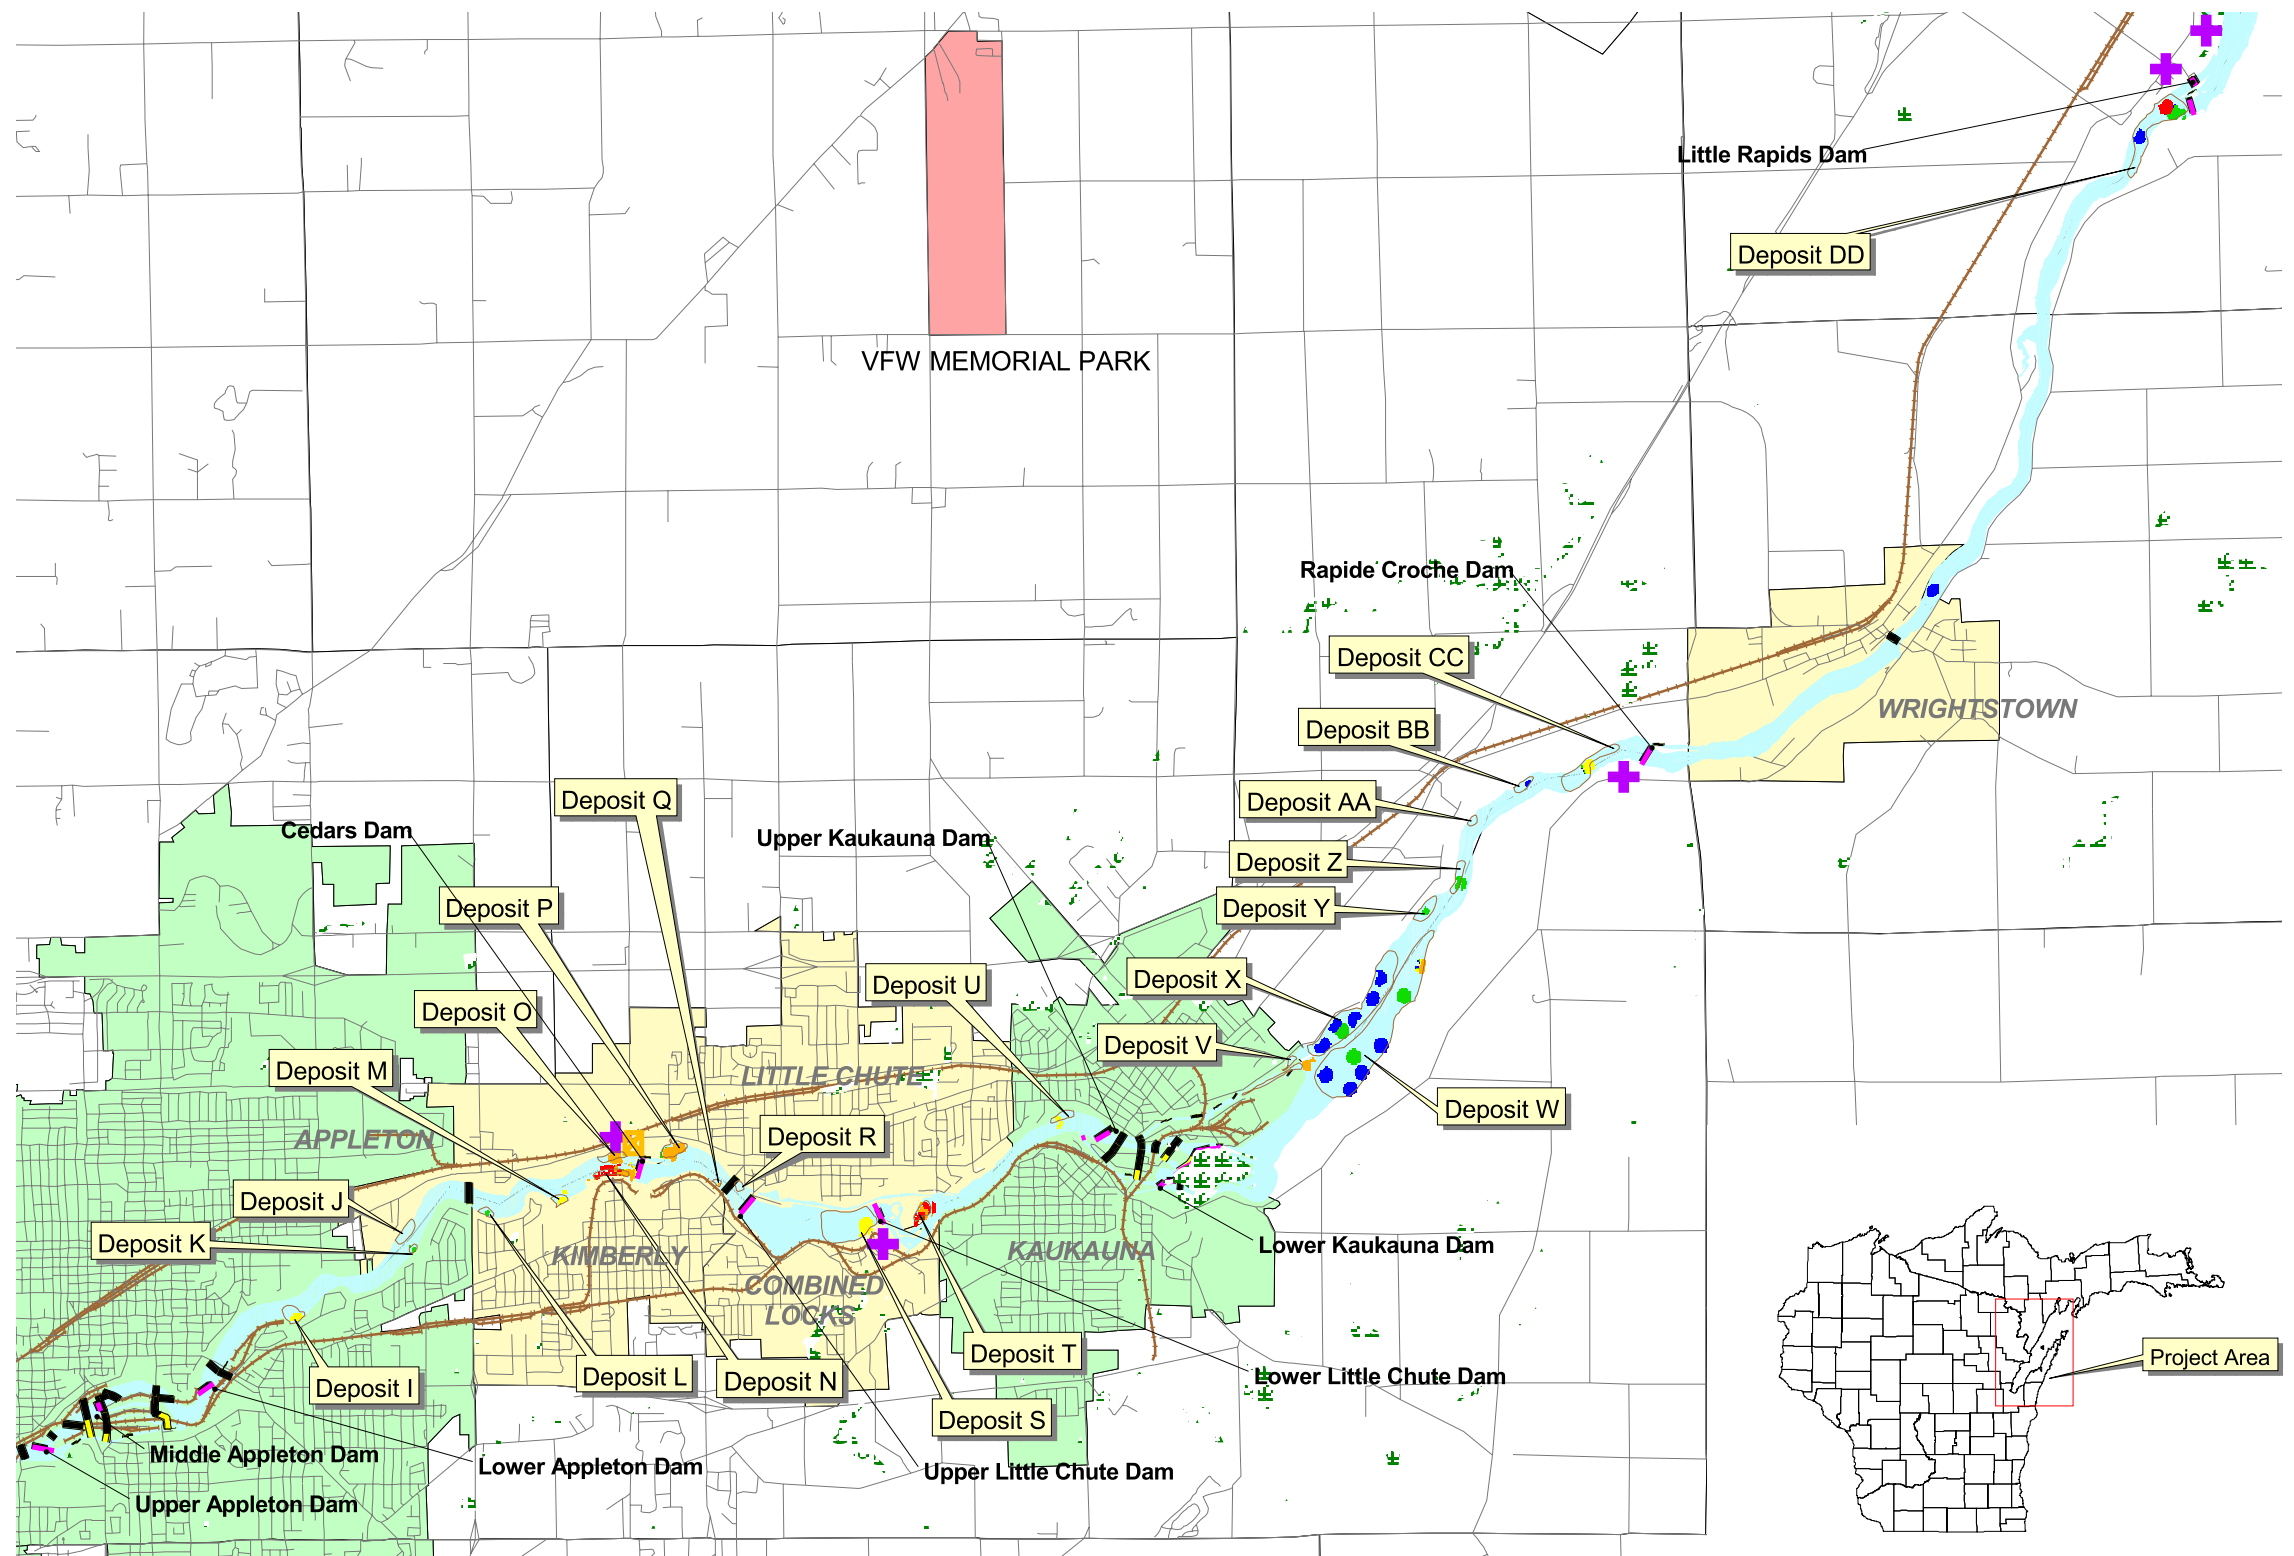 Little Rapids Dam
Deposit DD
VFW MEMORIAL PARK
Rapide Croche Dam
Deposit CC
WRIGHTSTOWN
Deposit BB
Deposit Q
Deposit AA
Cedars Dam
Upper Kaukauna Dam
Deposit Z
Deposit P
Deposit Y
Deposit U
Deposit X
Deposit O
Deposit V
Deposit M
LITTLE CHUTE
Deposit W
APPLETON
Deposit R
Deposit J
Deposit K
KIMBERLY
KAUKAUNA
Lower Kaukauna Dam
COMBINED
LOCKS
Deposit T
Project Area
Deposit I
Deposit L
Deposit N
Lower Little Chute Dam
Deposit S
Middle Appleton Dam
Lower Appleton Dam
Upper Little Chute Dam
Upper Appleton Dam